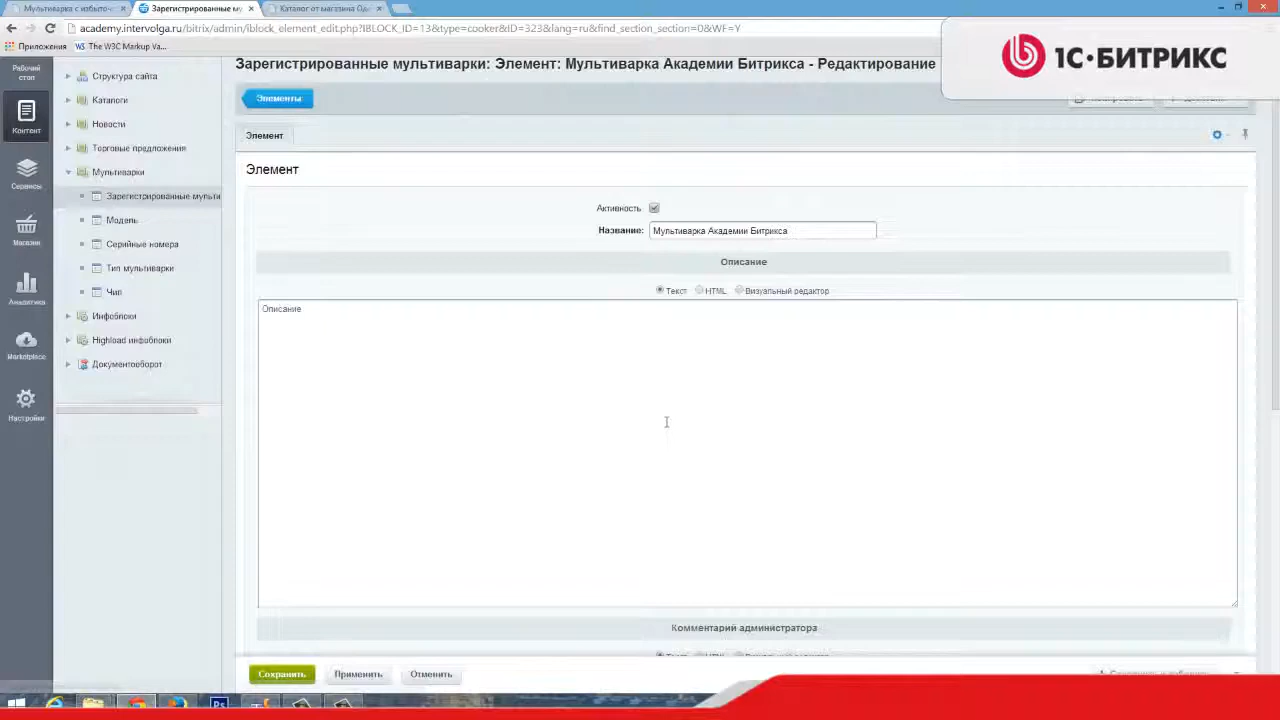 Мультиварка с избыточн
Зарегистрированные му
Каталог от магазина Оде
academy.intervolga.ru/bitrix/admin/iblock_element_edit.php?IBLOCK_ID=13&type=cooker&ID=323&lang=ru&find_section_section=0&WF=Y
Приложения
The W3C Markup Va...
1С·БИТРИКС
Рабочий стол
Контент
Сервисы
Магазин
Аналитика
Marketplace
Настройки
Структура сайта
Каталоги
Новости
Торговые предложения
Мультиварки
Зарегистрированные мульти
Модель
Серийные номера
Тип мультиварки
Чип
Инфоблоки
Highload инфоблоки
Документооборот
Зарегистрированные мультиварки: Элемент: Мультиварка Академии Битрикса - Редактирование
Элементы
Элемент
Элемент
Активность
Название: Мультиварка Академии Битрикса
Описание
Текст HTML Визуальный редактор
Описание
Комментарий администратора
Сохранить Применить Отменить